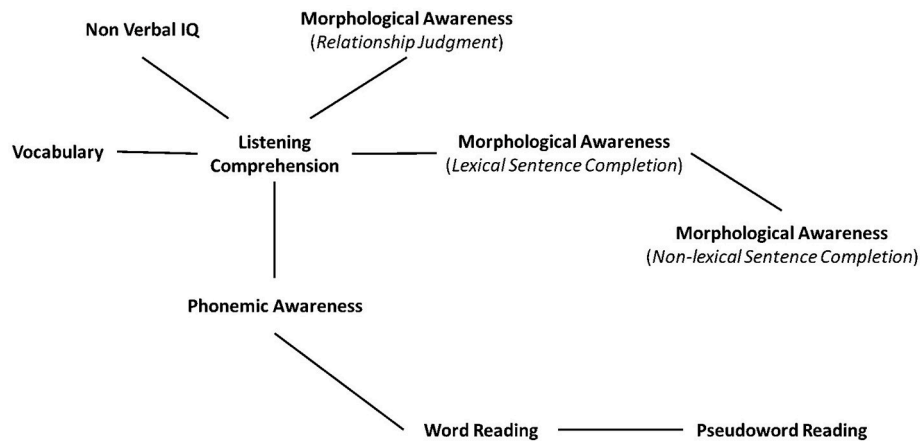 Non Verbal IQ
Morphological Awareness
(Relationship Judgment)
Vocabulary
Listening
Comprehension
Morphological Awareness
(Lexical Sentence Completion)
Morphological Awareness
(Non-lexical Sentence Completion)
Phonemic Awareness
Word Reading
Pseudoword Reading